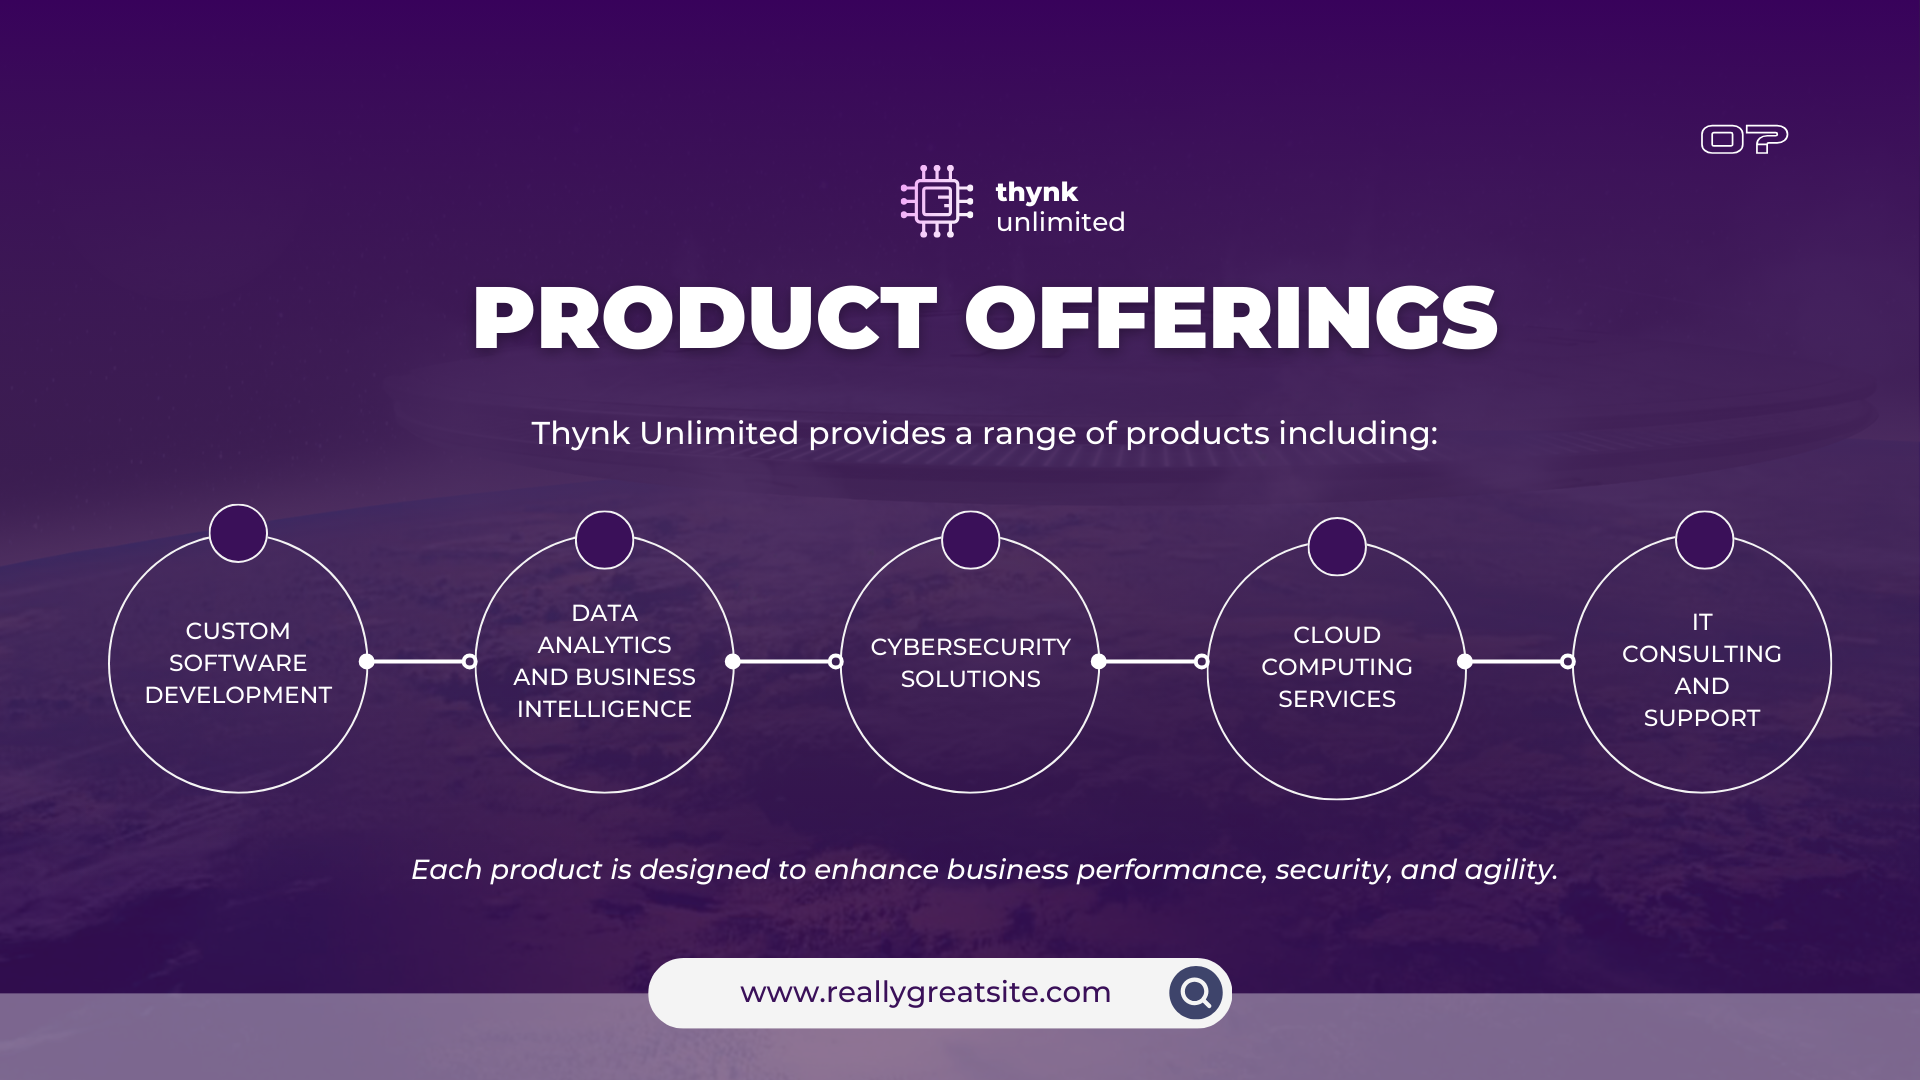 07
thynk
unlimited
PRODUCT OFFERINGS
Thynk Unlimited provides a range of products including:
CUSTOM
SOFTWARE
DEVELOPMENT
DATA
ANALYTICS
AND BUSINESS
INTELLIGENCE
CYBERSECURITY
SOLUTIONS
CLOUD
COMPUTING
SERVICES
IT
CONSULTING
AND
SUPPORT
Each product is designed to enhance business performance, security, and agility.
www.reallygreatsite.com